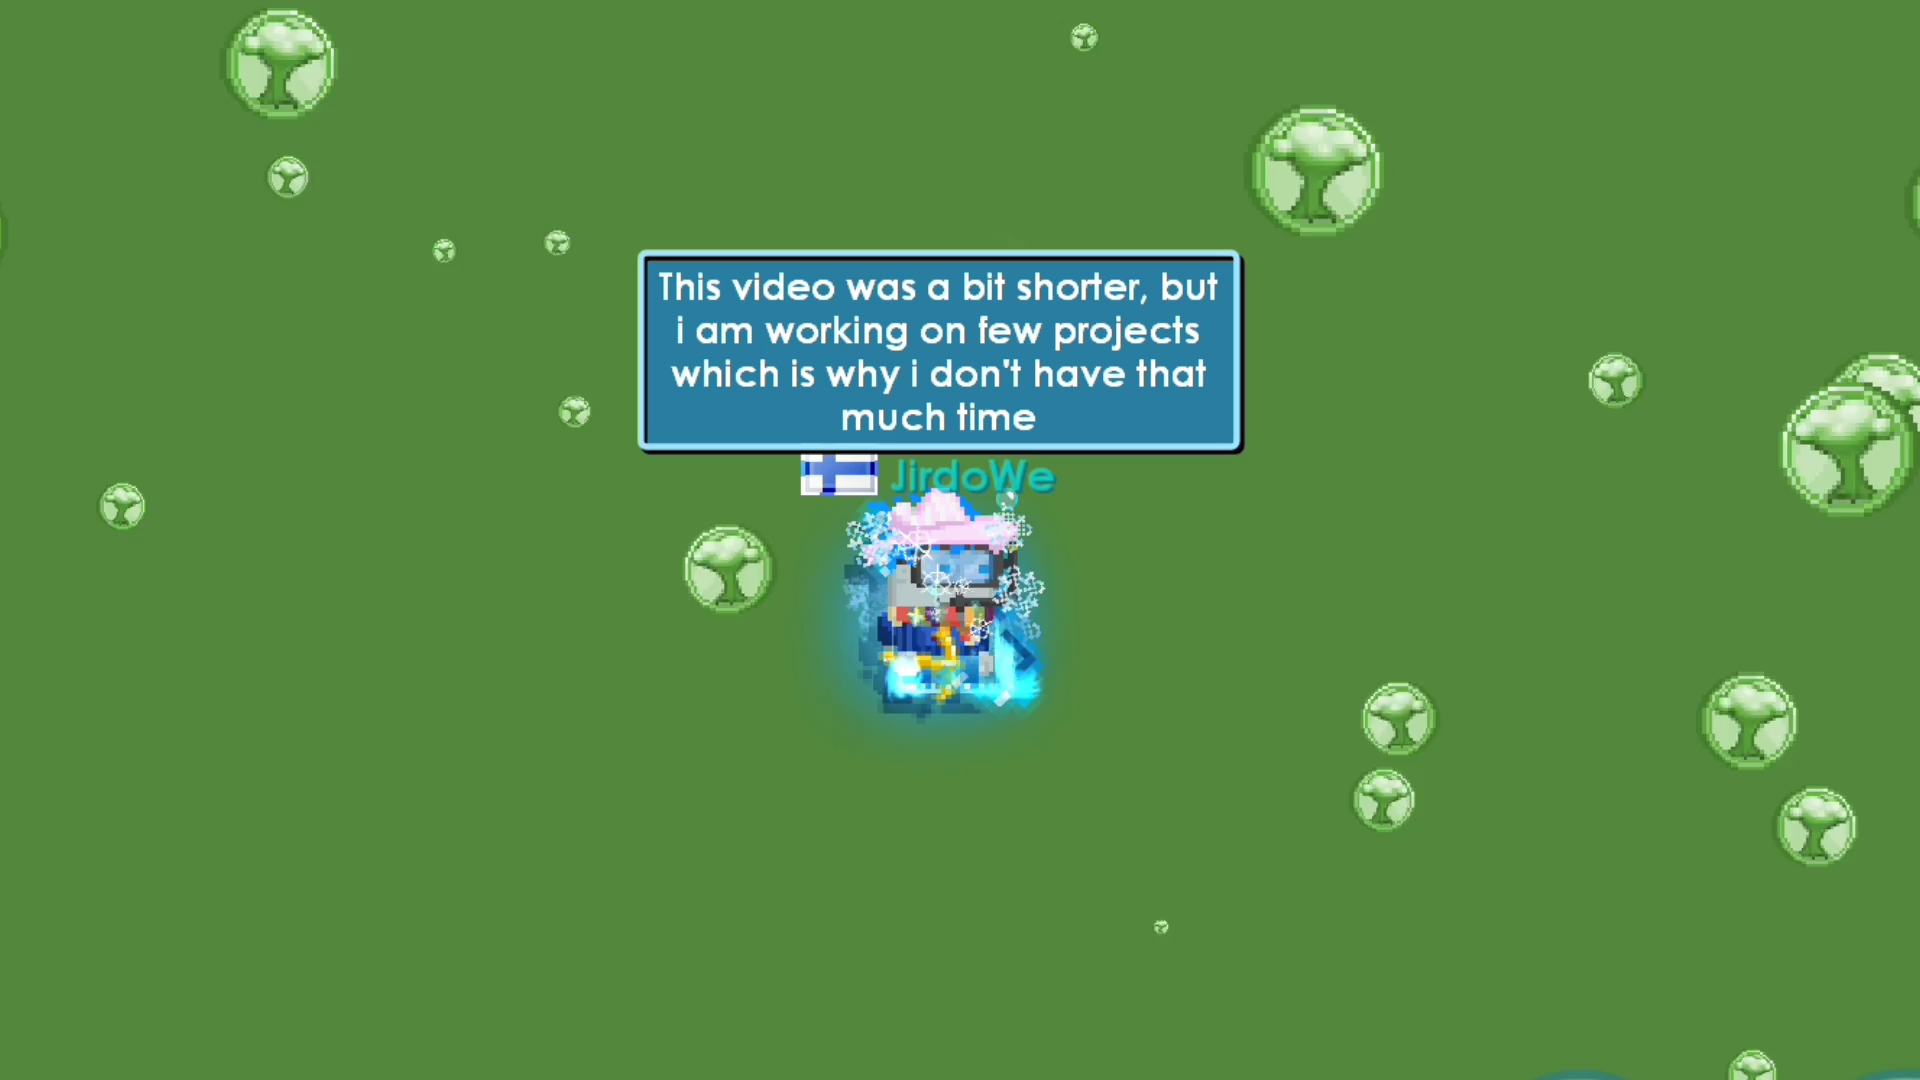 This video was a bit shorter, but
i am working on few projects
which is why i don't have that
much time
JirdoWe